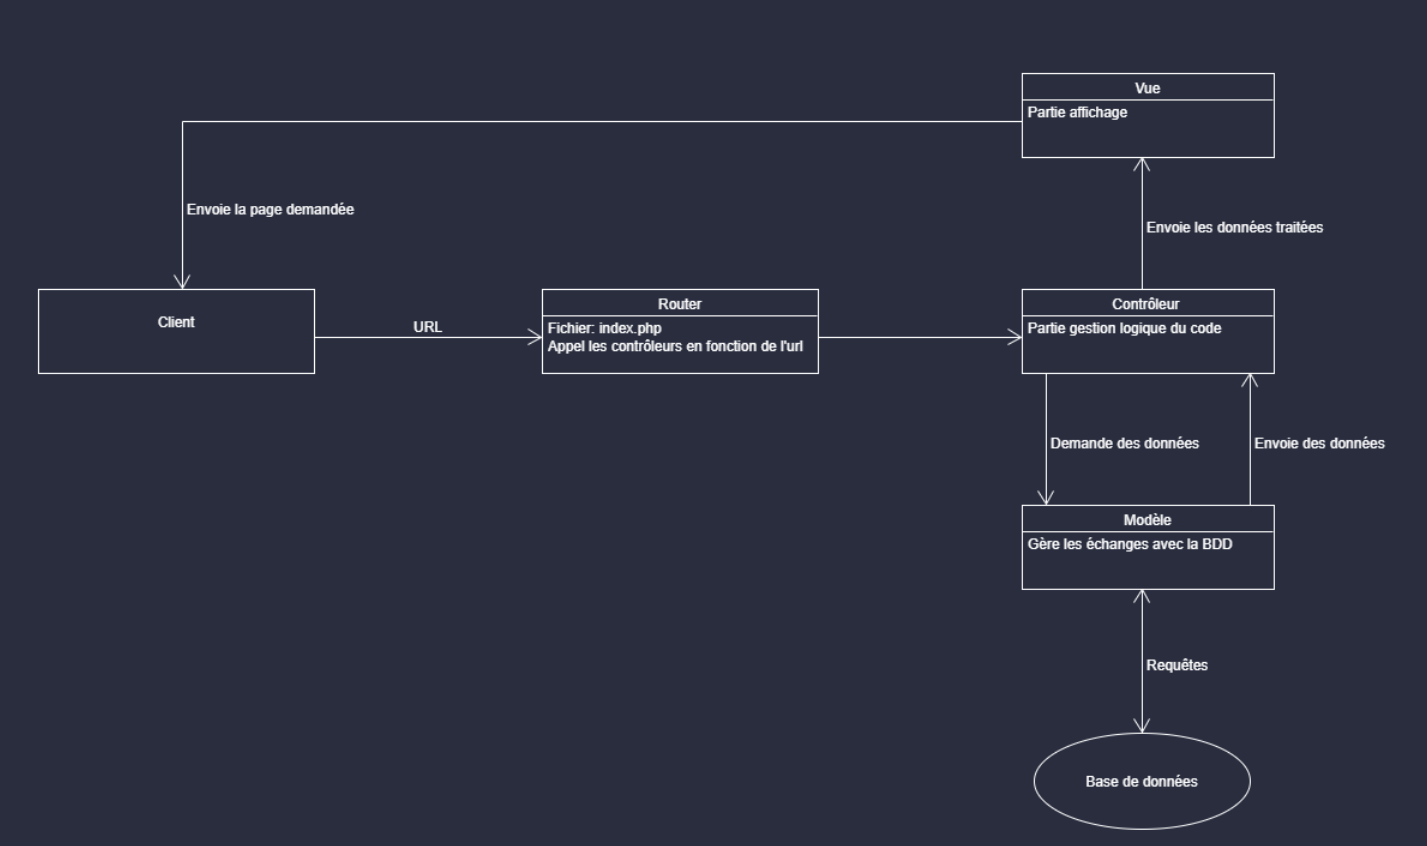 Vue
Partie affichage
Envoie la page demandée
Envoie les données traitées
Client
URL
Router
Fichier: index.php
Appel les contrôleurs en fonction de l'url
Contrôleur
Partie gestion logique du code
Demande des données
Envoie des données
Modèle
Gère les échanges avec la BDD
Requêtes
Base de données